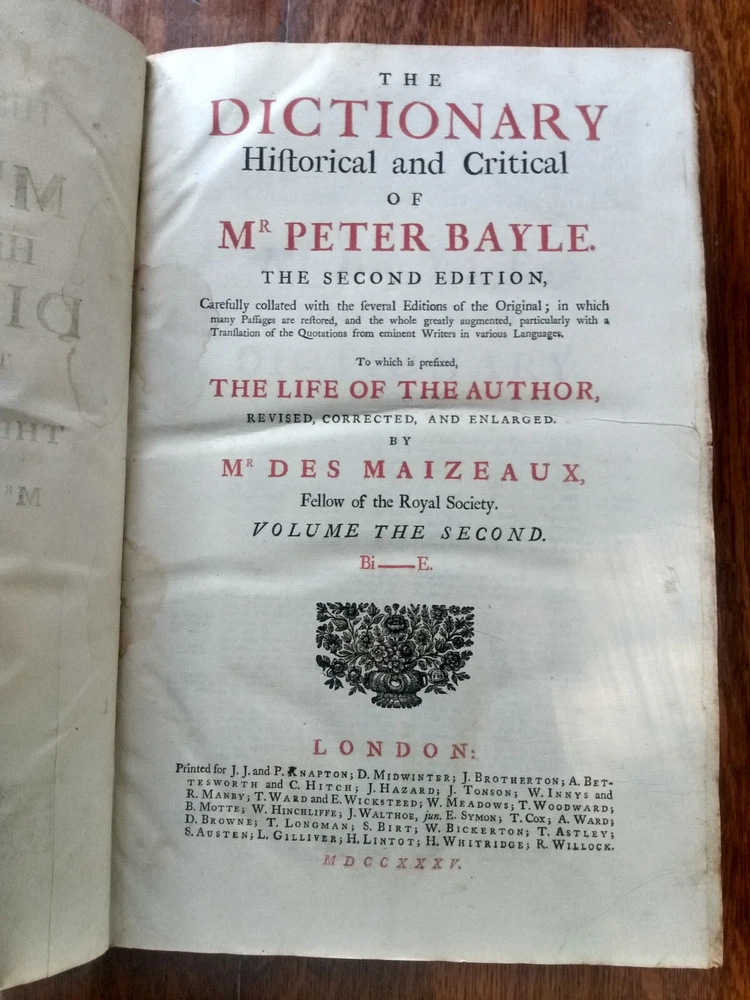 THE
DICTIONARY
Hiſtorical and Critical
OF
Mᴿ PETER BAYLE.
THE SECOND EDITION,
Carefully collated with the ſeveral Editions of the Original; in which
many Paſſages are reſtored, and the whole greatly augmented, particularly with a
Tranſlation of the Quotations from eminent Writers in various Languages.
To which is prefixed,
THE LIFE OF THE AUTHOR,
REVISED, CORRECTED, AND ENLARGED.
BY
Mᴿ DES MAIZEAUX,
Fellow of the Royal Society.
VOLUME THE SECOND.
Bi——E.
LONDON:
Printed for J. J. and P. KNAPTON; D. MIDWINTER; J. BROTHERTON; A. BET-
TESWORTH and C. HITCH; J. HAZARD; J. TONSON; W. INNYS and
R. MANBY; T. WARD and E. WICKSTEED; W. MEADOWS; T. WOODWARD;
B. MOTTE; W. HINCHLIFFE; J. WALTHOE, jun. E. SYMON; T. COX; A. WARD;
D. BROWNE; T. LONGMAN; S. BIRT; W. BICKERTON; T. ASTLEY;
S. AUSTEN; L. GILLIVER; H. LINTOT; H. WHITRIDGE; R. WILLOCK.
MDCCXXXV.